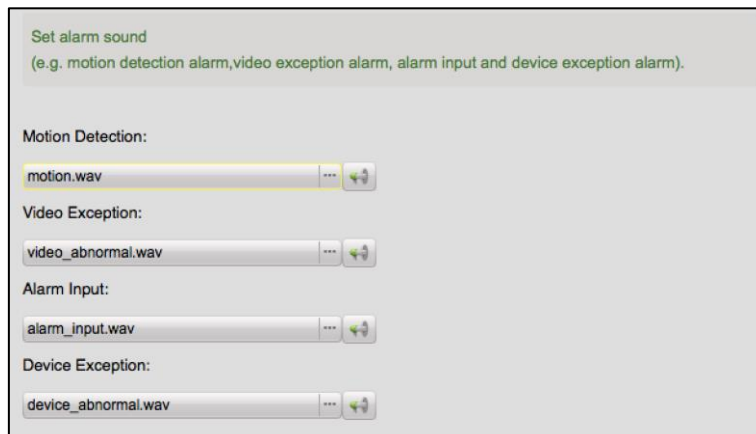 Set alarm sound
(e.g. motion detection alarm,video exception alarm, alarm input and device exception alarm).
Motion Detection:
motion.wav
Video Exception:
video_abnormal.wav
Alarm Input:
alarm_input.wav
Device Exception:
device_abnormal.wav